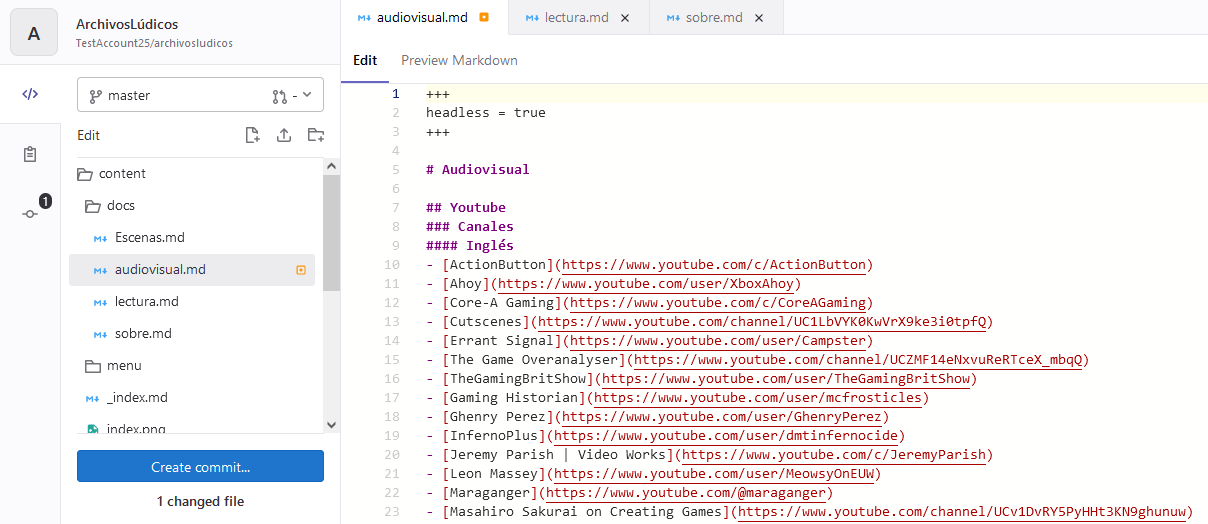 A
ArchivosLúdicos
TestAccount25/archivosludicos
master
-
Edit
1
content
docs
Escenas.md
audiovisual.md
lectura.md
sobre.md
menu
_index.md
index.png
Create commit...
1 changed file
audiovisual.md
lectura.md
sobre.md
Edit
Preview Markdown
1 +++
2 headless = true
3 +++
4
5 # Audiovisual
6
7 ## Youtube
8 ### Canales
9 #### Inglés
10 - [ActionButton](https://www.youtube.com/c/ActionButton)
11 - [Ahoy](https://www.youtube.com/user/XboxAhoy)
12 - [Core-A Gaming](https://www.youtube.com/c/CoreAGaming)
13 - [Cutscenes](https://www.youtube.com/channel/UC1LbVYK0KwVrX9ke3i0tpfQ)
14 - [Errant Signal](https://www.youtube.com/user/Campster)
15 - [The Game Overanalyser](https://www.youtube.com/channel/UCZMF14eNxvuReRTceX_mbqQ)
16 - [TheGamingBritShow](https://www.youtube.com/user/TheGamingBritShow)
17 - [Gaming Historian](https://www.youtube.com/user/mcfrosticles)
18 - [Ghenry Perez](https://www.youtube.com/user/GhenryPerez)
19 - [InfernoPlus](https://www.youtube.com/user/dmtinfernocide)
20 - [Jeremy Parish | Video Works](https://www.youtube.com/c/JeremyParish)
21 - [Leon Massey](https://www.youtube.com/user/MeowsyOnEUW)
22 - [Maraganger](https://www.youtube.com/@maraganger)
23 - [Masahiro Sakurai on Creating Games](https://www.youtube.com/channel/UCv1DvRY5PyHHt3KN9ghunuw)